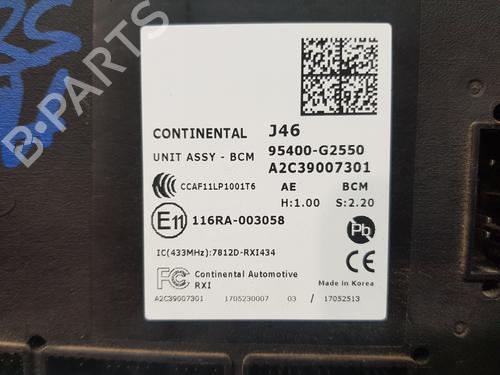 B-PARTS
CONTINENTAL J46
UNIT ASSY - BCM 95400-G2550
A2C39007301
CCAF11LP1001T6 AE BCM
H:1.00 S:2.20
E11 116RA-003058
Pb
IC(433MHz):7812D-RXI434
FC Continental Automotive
RXI
Made in Korea
A2C39007301 1705230007 03 / 17052513